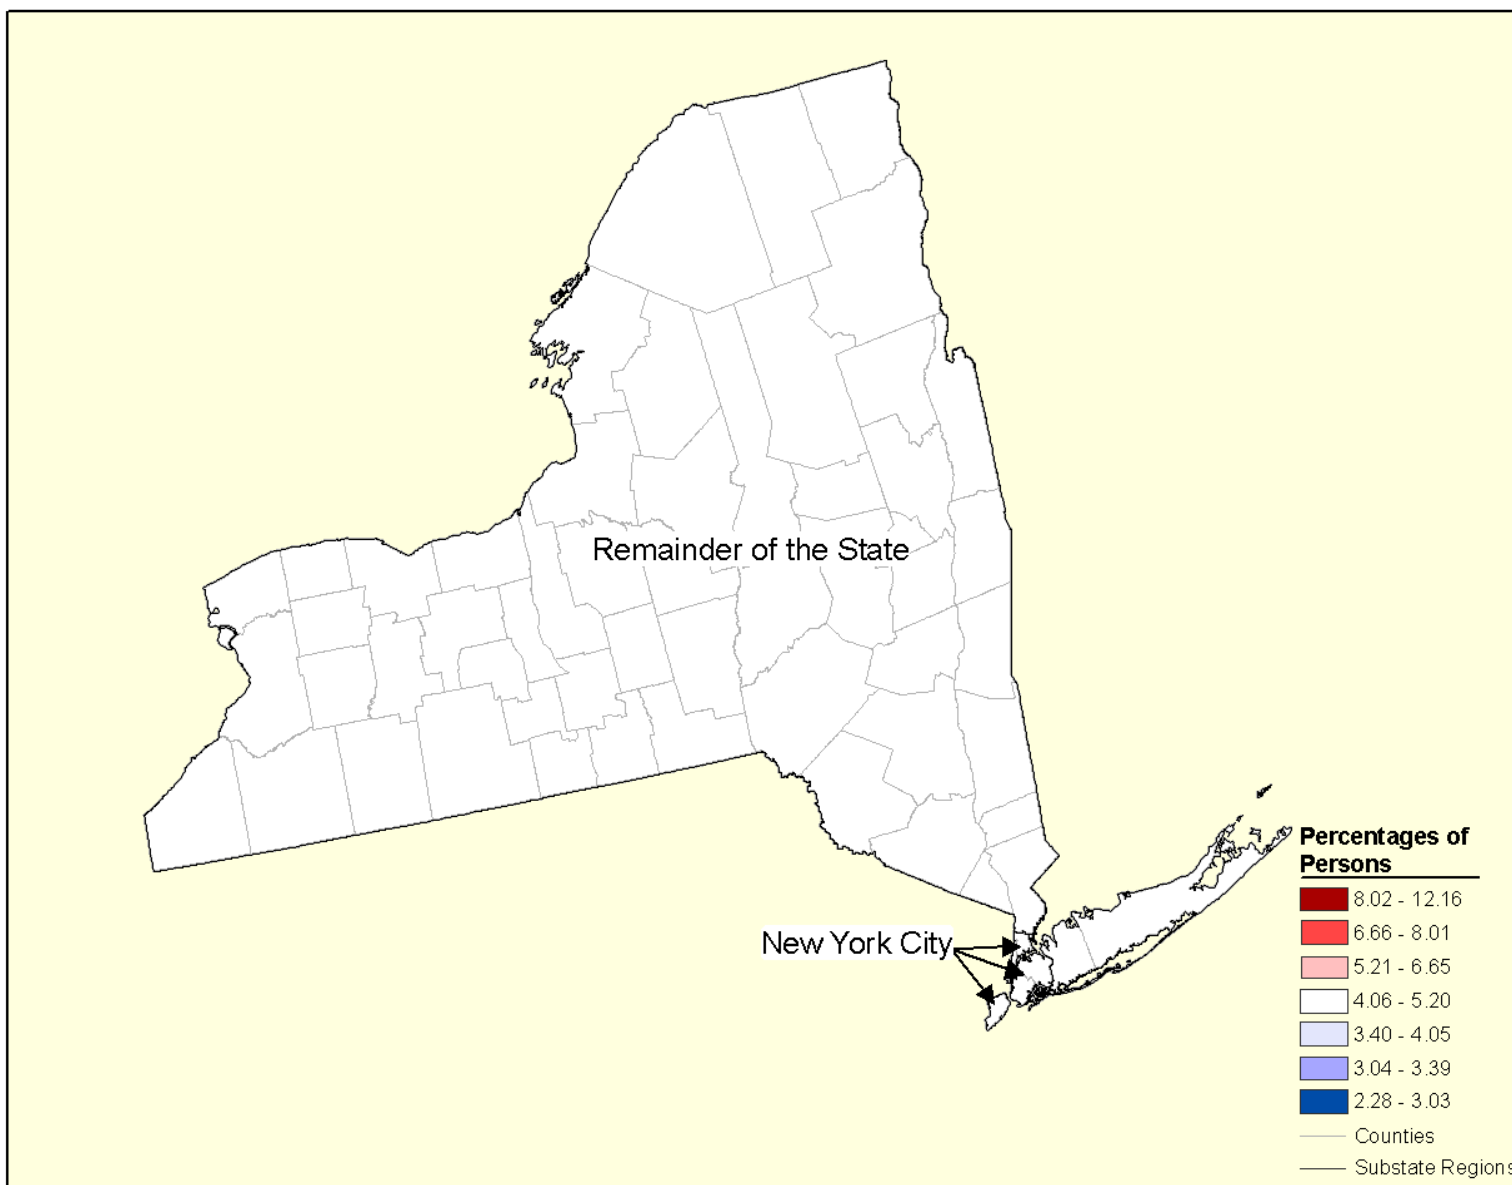 Remainder of the State
New York City
Percentages of
Persons
8.02 - 12.16
6.66 - 8.01
5.21 - 6.65
4.06 - 5.20
3.40 - 4.05
3.04 - 3.39
2.28 - 3.03
Counties
Substate Regions